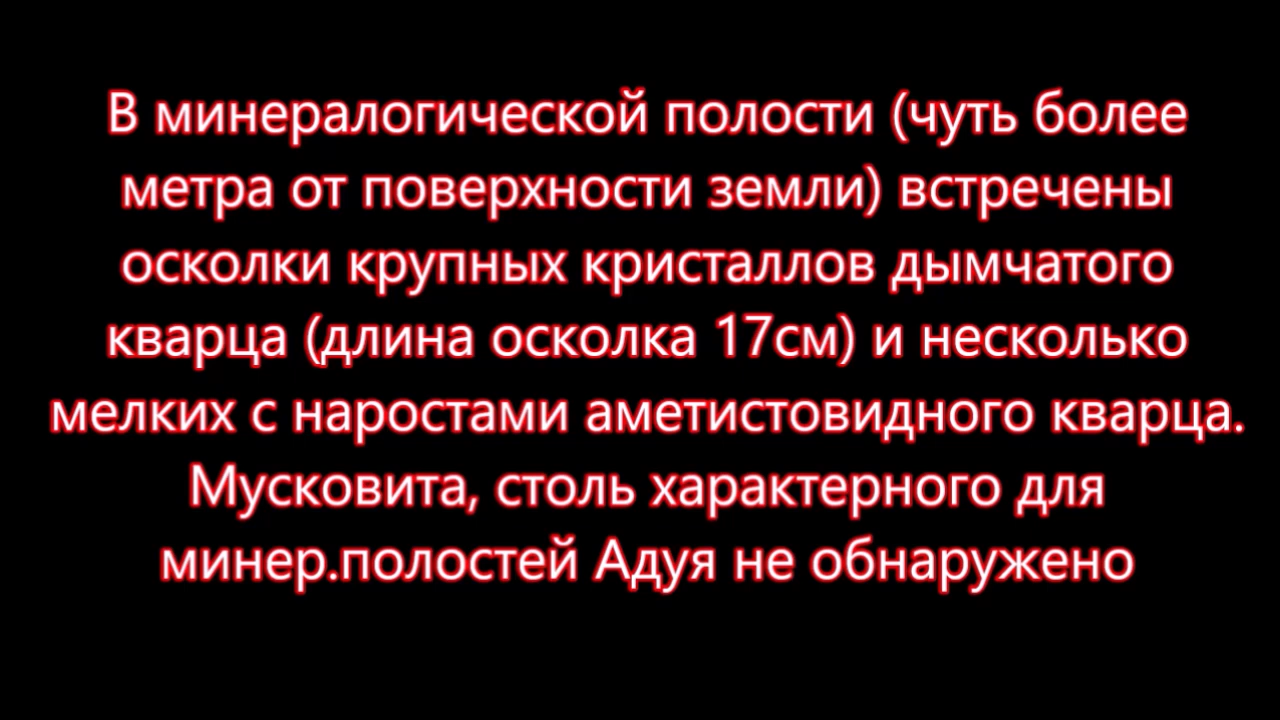 В минералогической полости (чуть более
метра от поверхности земли) встречены
осколки крупных кристаллов дымчатого
кварца (длина осколка 17см) и несколько
мелких с наростами аметистовидного кварца.
Мусковита, столь характерного для
минер.полостей Адуя не обнаружено